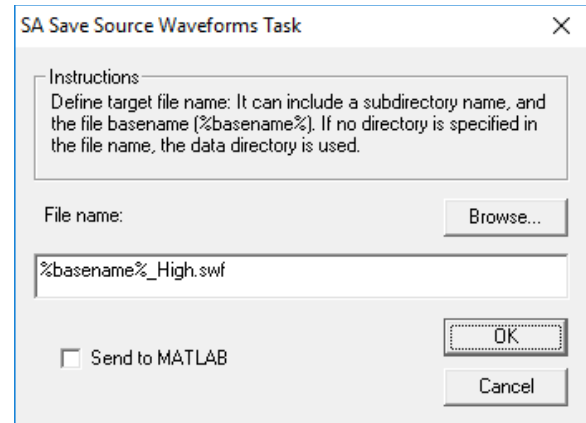 SA Save Source Waveforms Task
Instructions
Define target file name: It can include a subdirectory name, and
the file basename (%basename%). If no directory is specified in
the file name, the data directory is used.
File name:
Browse...
%basename%_High.swf
Send to MATLAB
OK
Cancel